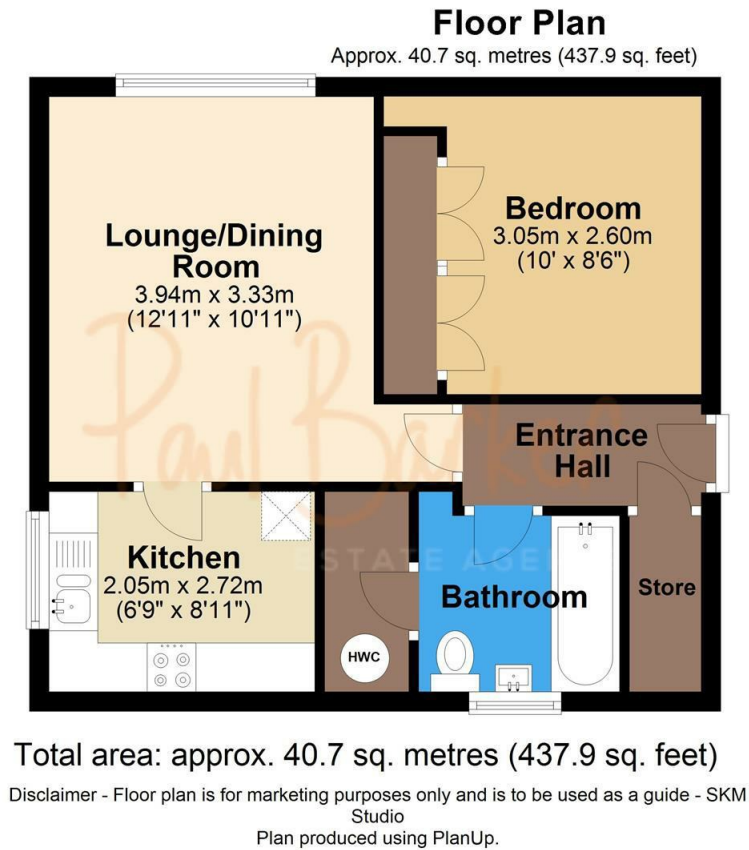 Floor Plan
Approx. 40.7 sq. metres (437.9 sq. feet)
Lounge/Dining
Room
3.94m x 3.33m
(12'11" x 10'11")
Bedroom
3.05m x 2.60m
(10' x 8'6")
Entrance
Hall
Paul Barker
ESTATE AGEN
Kitchen
2.05m x 2.72m
(6'9" x 8'11")
Bathroom
Store
HWC
Total area: approx. 40.7 sq. metres (437.9 sq. feet)
Disclaimer - Floor plan is for marketing purposes only and is to be used as a guide - SKM
Studio
Plan produced using PlanUp.